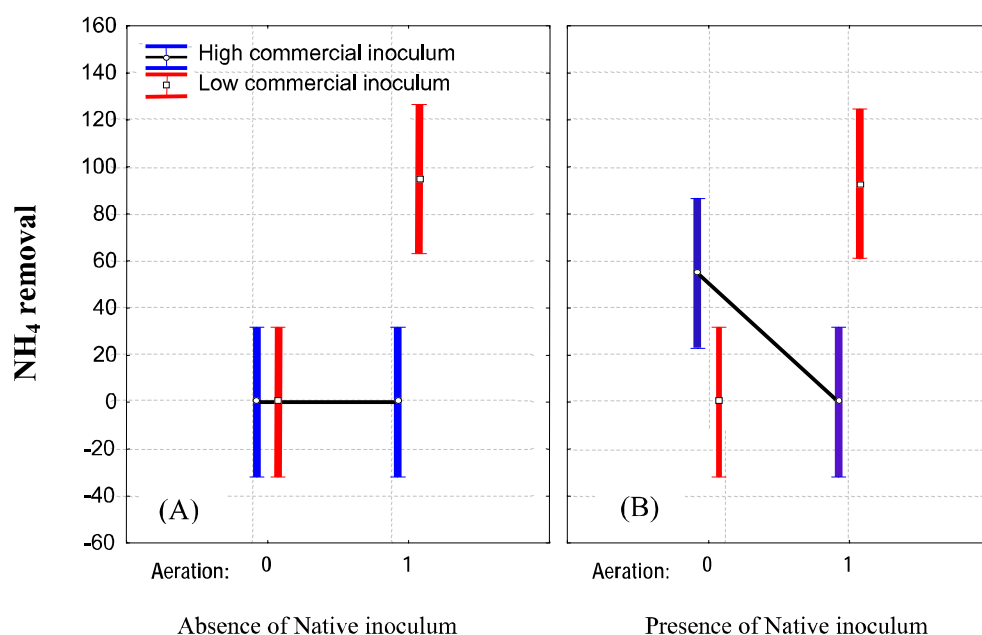 NH₄ removal
160
140
120
100
80
60
40
20
0
-20
-40
-60
High commercial inoculum
Low commercial inoculum
(A)
(B)
Aeration: 0 1
Aeration: 0 1
Absence of Native inoculum
Presence of Native inoculum